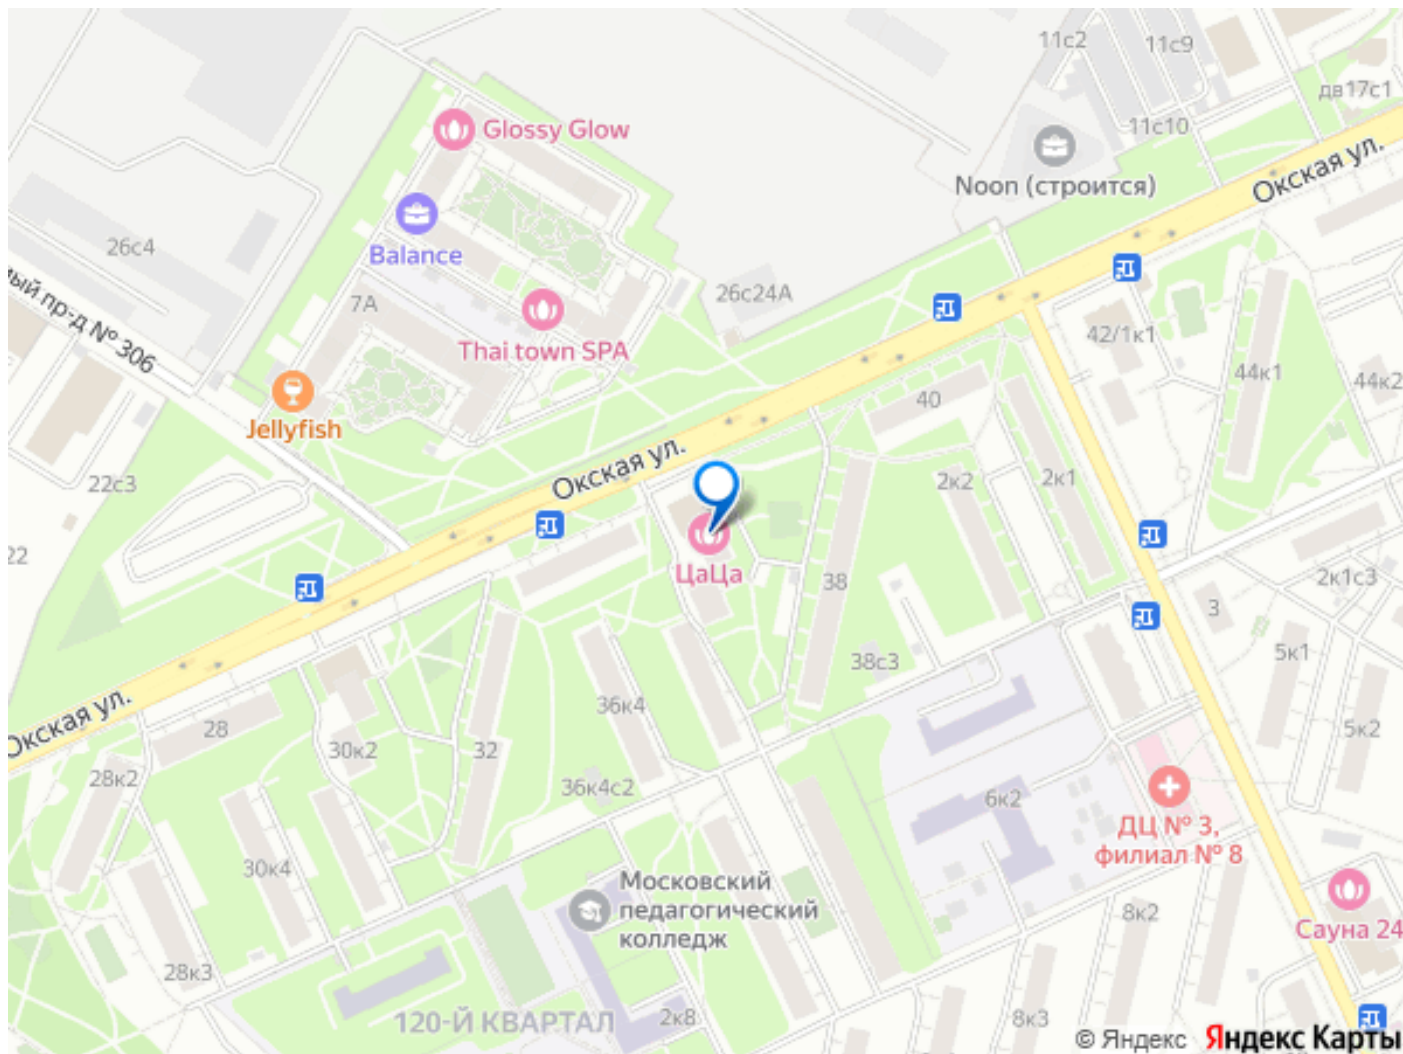 11с2
11с9
дв17с1
11с10
Glossy Glow
Noon (строится)
Окская ул.
Balance
26с4
7А
26с24А
ый пр-д № 306
Thai town SPA
42/1к1
44к1
44к2
Jellyfish
40
Окская ул.
22с3
2к2
2к1
22
ЦаЦа
38
2к1с3
3
5к1
38с3
36к4
Окская ул.
28
30к2
32
5к2
28к2
36к4с2
6к2
ДЦ № 3,
филиал № 8
30к4
Московский
педагогический
колледж
8к2
Сауна 24
28к3
120-Й КВАРТАЛ
2к8
8к3
© Яндекс Яндекс Карты